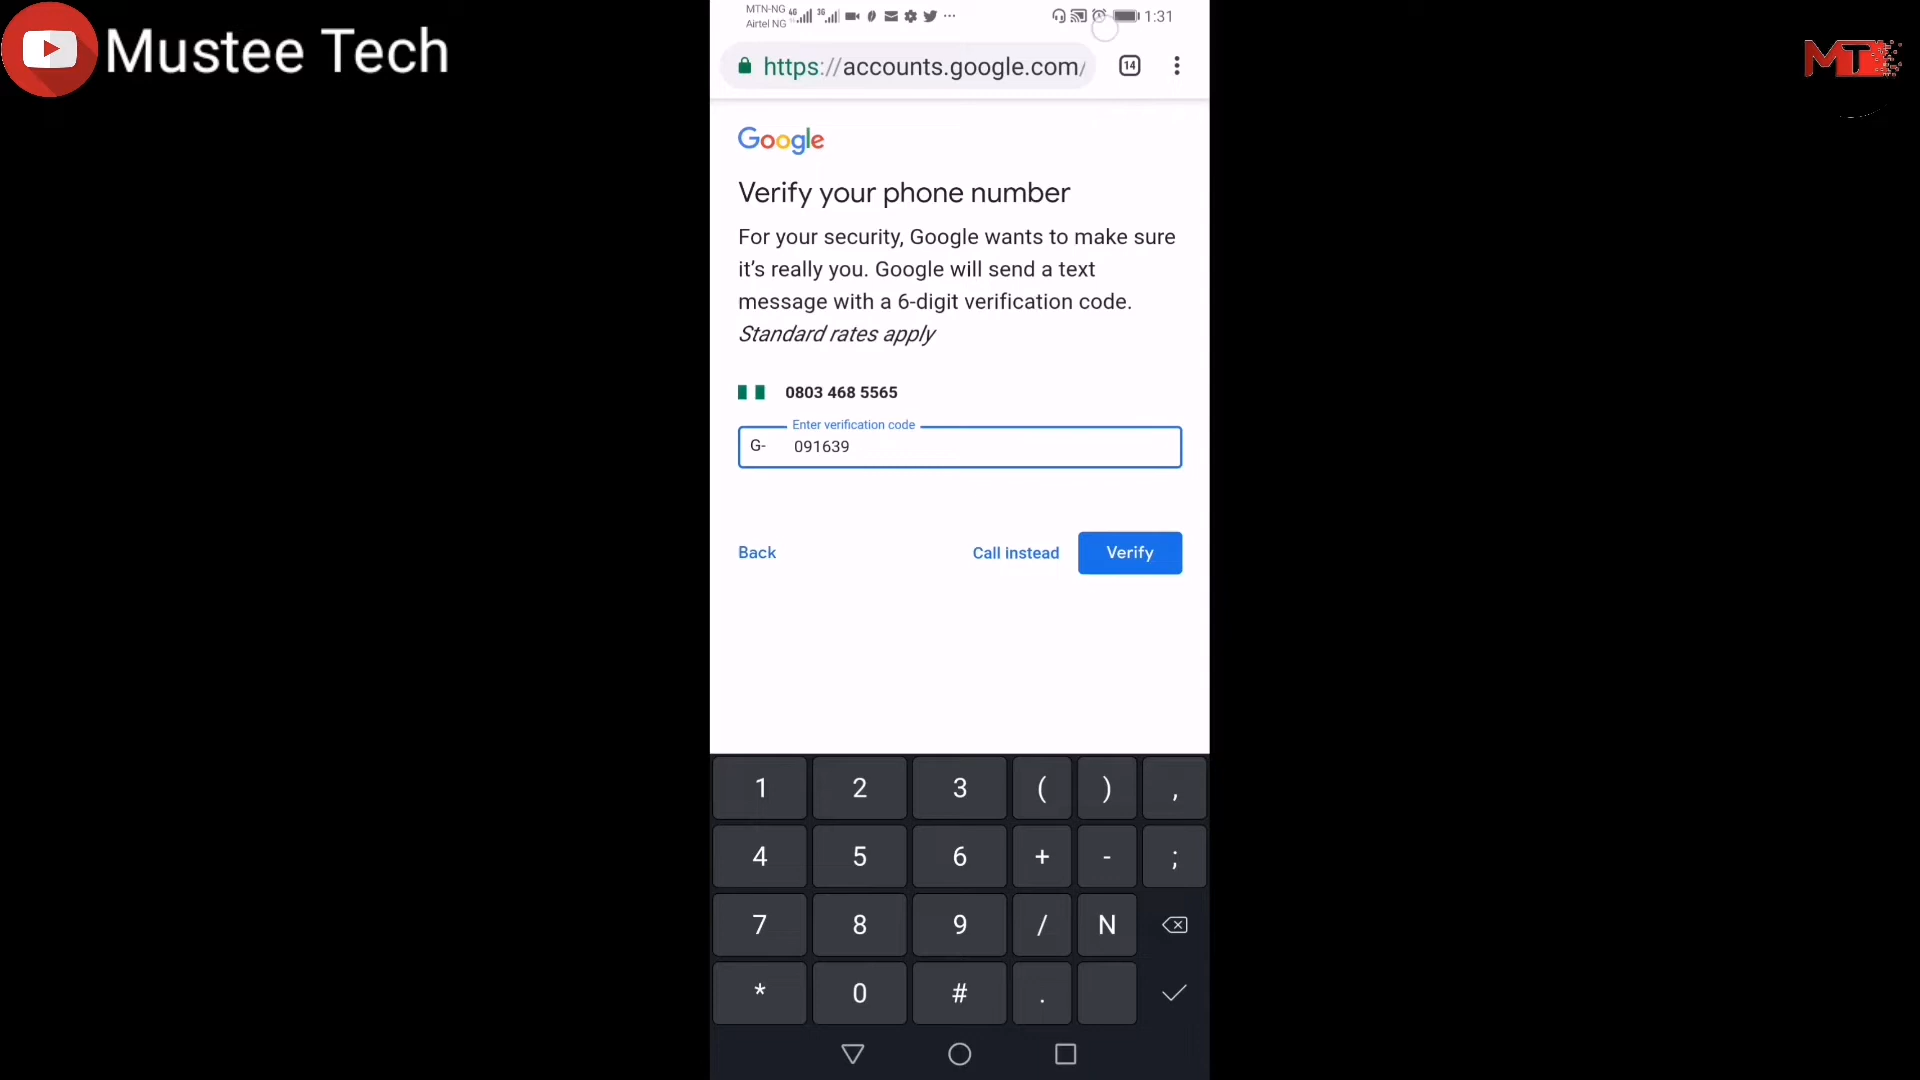 Mustee Tech
MT
MTN-NG 4G 3G
Airtel NG
1:31
https://accounts.google.com/
14
Google
Verify your phone number
For your security, Google wants to make sure
it’s really you. Google will send a text
message with a 6-digit verification code.
Standard rates apply
0803 468 5565
Enter verification code
G- 091639
Back Call instead Verify
1 2 3 ( ) ,
4 5 6 + - ;
7 8 9 / N
* 0 # .